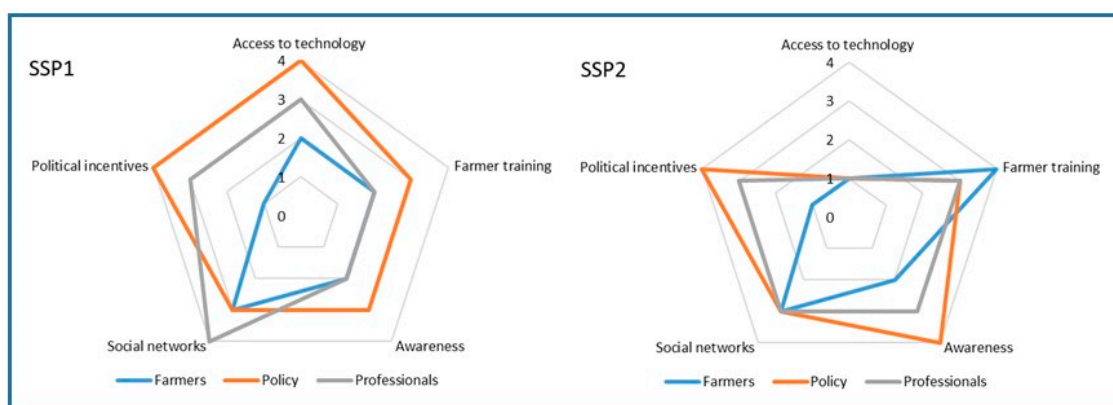 SSP1
Access to technology
4
3
2
1
0
Political incentives
Farmer training
Social networks
Awareness
Farmers
Policy
Professionals
SSP2
Access to technology
4
3
2
1
0
Political incentives
Farmer training
Social networks
Awareness
Farmers
Policy
Professionals